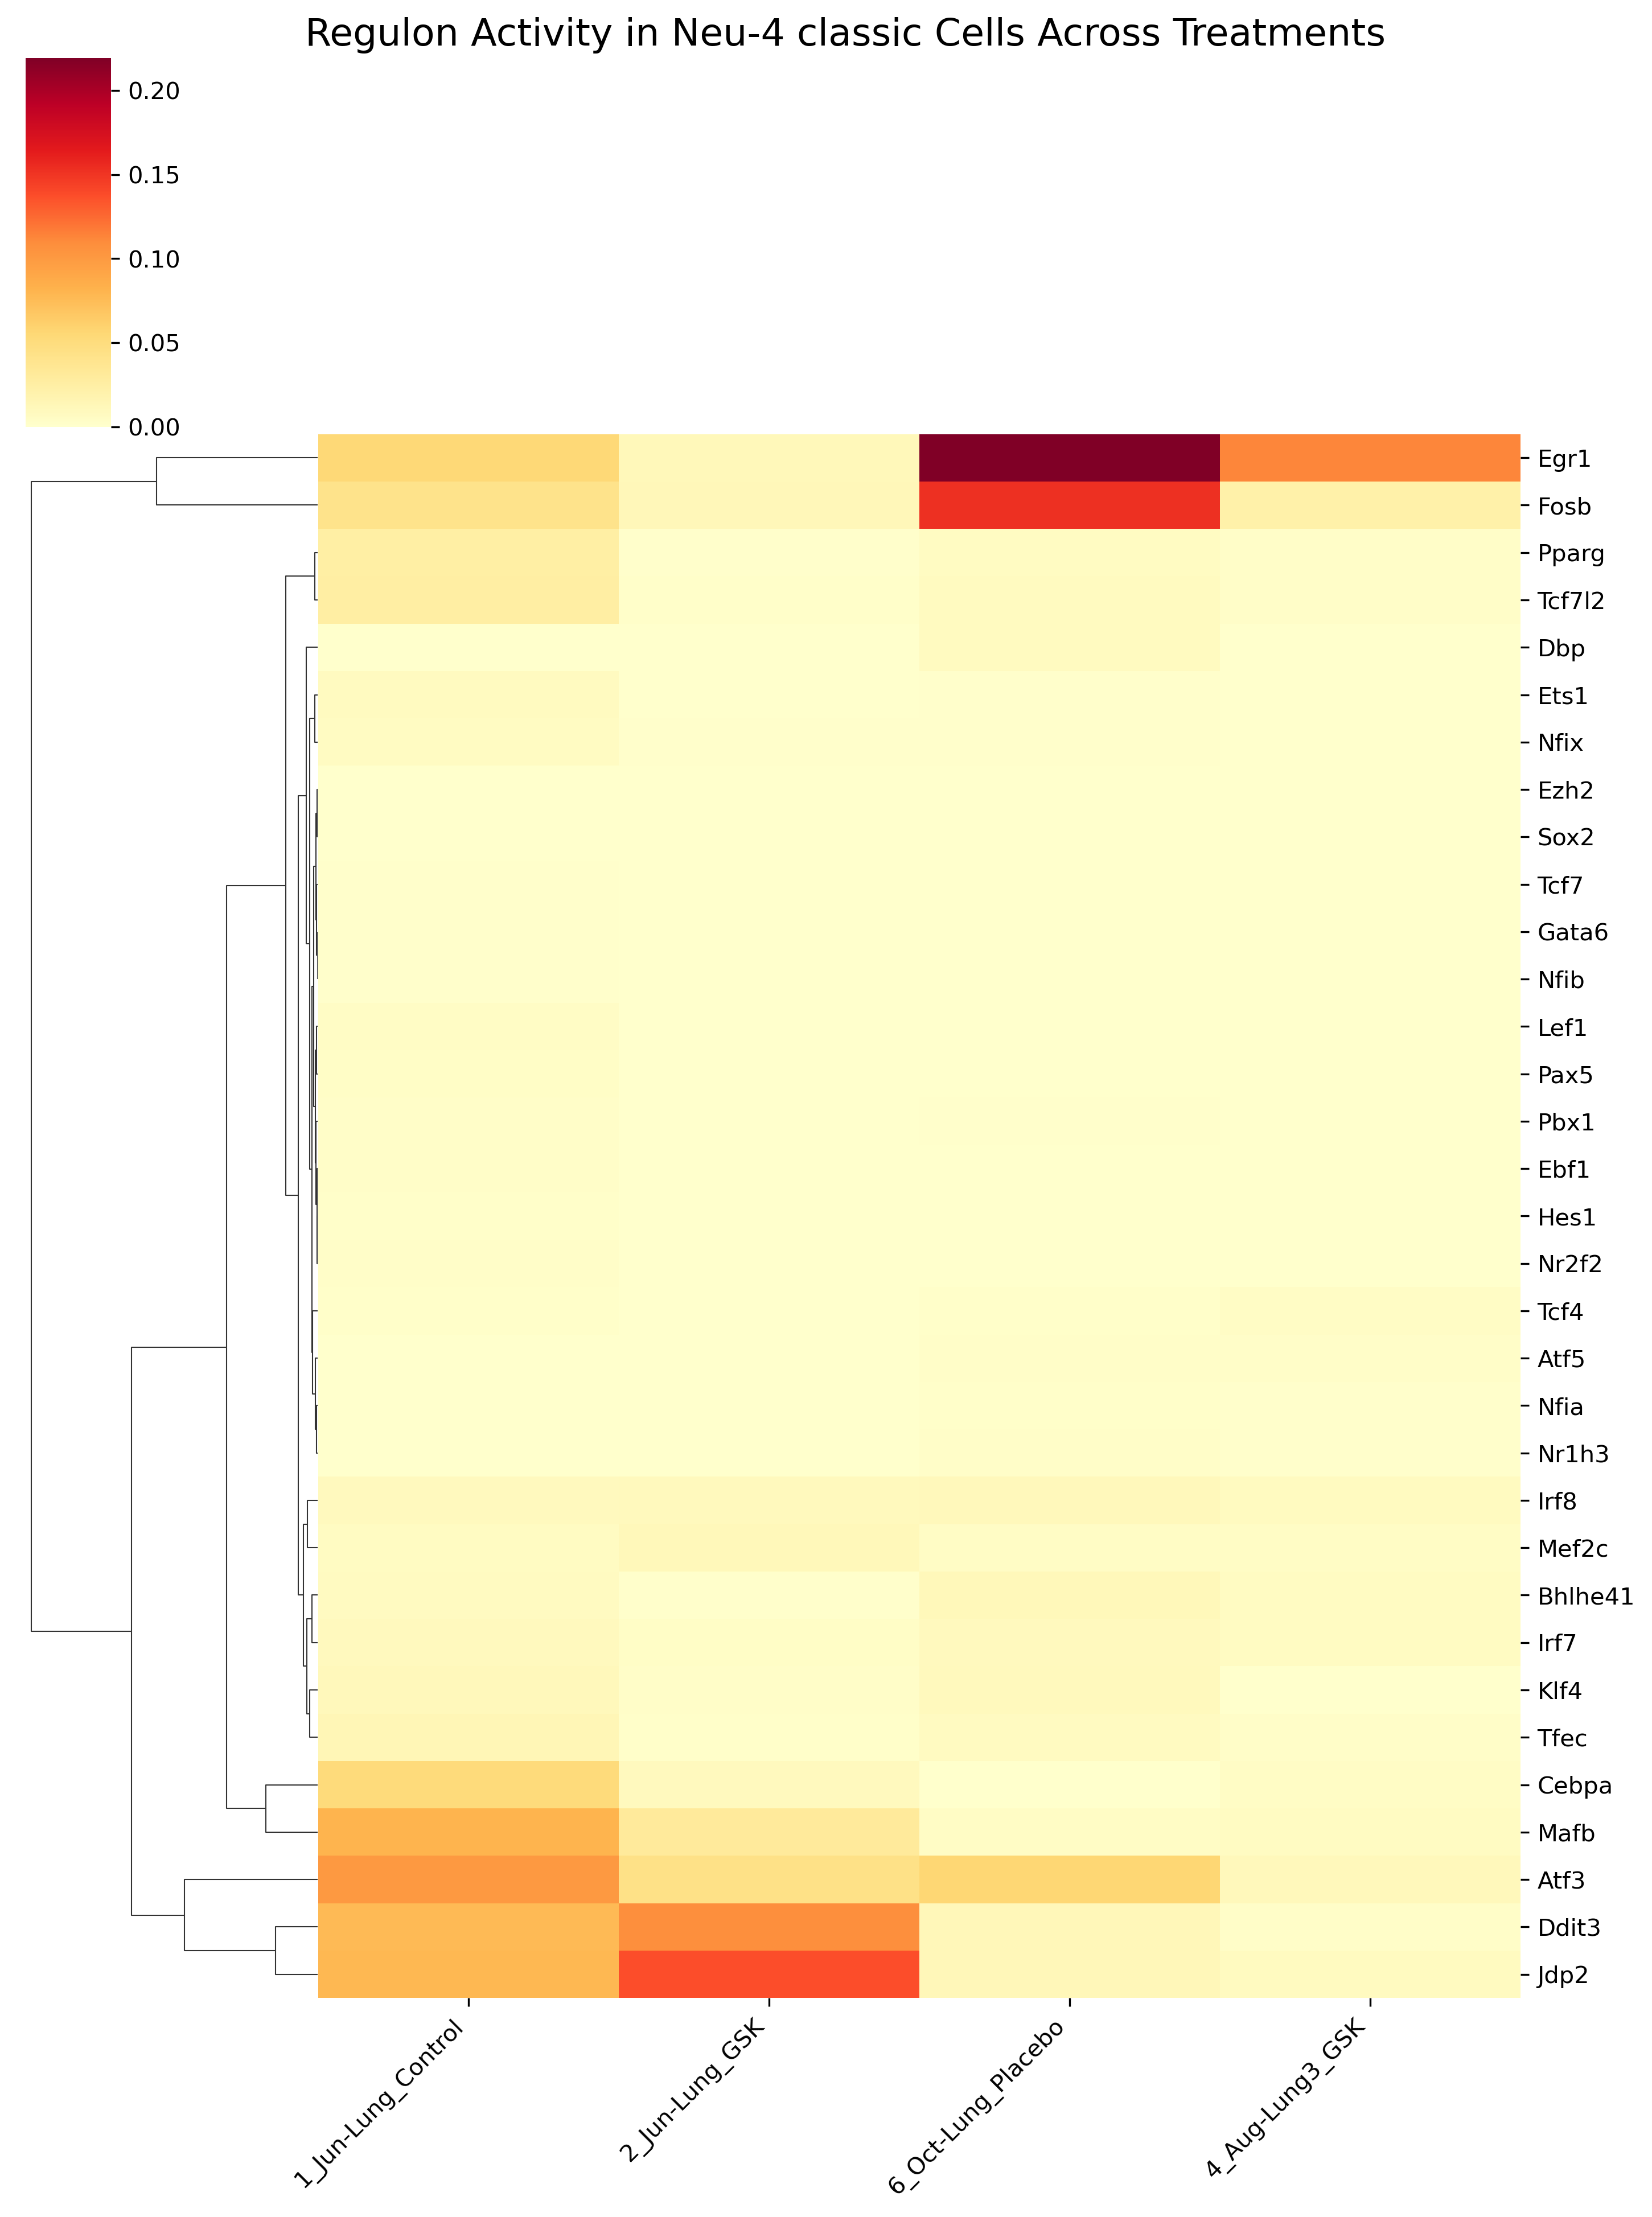 Regulon Activity in Neu-4 classic Cells Across Treatments
0.20
0.15
0.10
0.05
0.00
Egr1
Fosb
Pparg
Tcf7l2
Dbp
Ets1
Nfix
Ezh2
Sox2
Tcf7
Gata6
Nfib
Lef1
Pax5
Pbx1
Ebf1
Hes1
Nr2f2
Tcf4
Atf5
Nfia
Nr1h3
Irf8
Mef2c
Bhlhe41
Irf7
Klf4
Tfec
Cebpa
Mafb
Atf3
Ddit3
Jdp2
1_Jun-Lung_Control
2_Jun-Lung_GSK
6_Oct-Lung_Placebo
4_Aug-Lung3_GSK